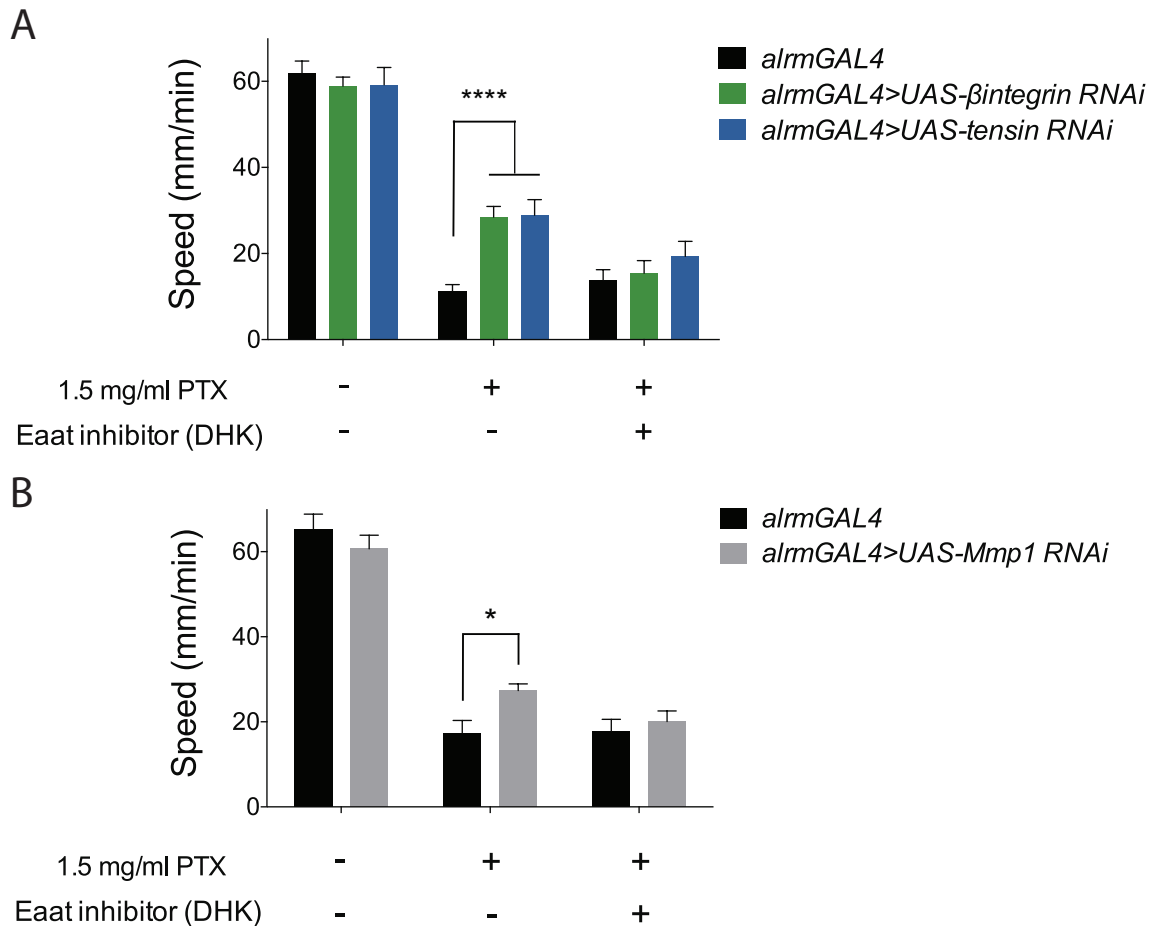 A
alrmGAL4
alrmGAL4>UAS-βintegrin RNAi
alrmGAL4>UAS-tensin RNAi
Speed (mm/min)
60
40
20
0
****
1.5 mg/ml PTX - + +
Eaat inhibitor (DHK) - - +
B
alrmGAL4
alrmGAL4>UAS-Mmp1 RNAi
Speed (mm/min)
60
40
20
0
*
1.5 mg/ml PTX - + +
Eaat inhibitor (DHK) - - +